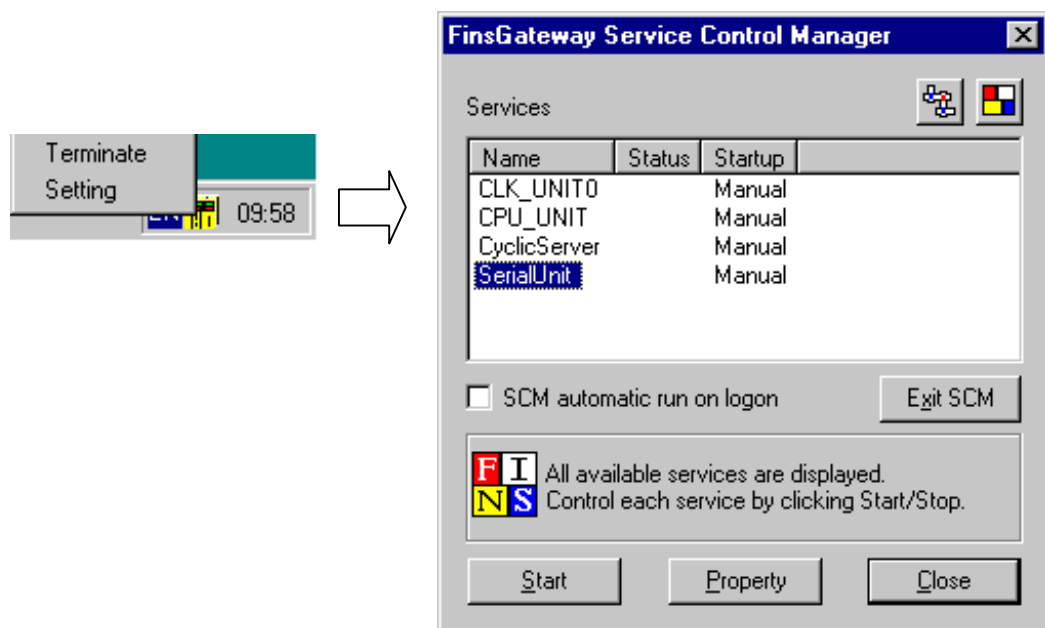 Terminate
Setting
EN 09:58
FinsGateway Service Control Manager
Services
Name Status Startup
CLK_UNIT0 Manual
CPU_UNIT Manual
CyclicServer Manual
SerialUnit Manual
SCM automatic run on logon
Exit SCM
FINS
All available services are displayed.
Control each service by clicking Start/Stop.
Start Property Close